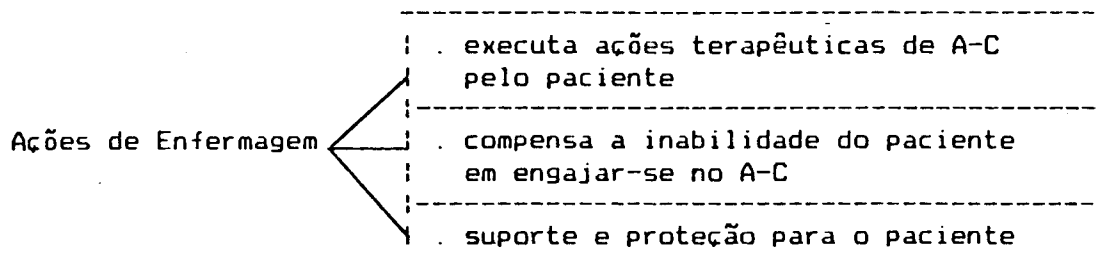 . executa ações terapêuticas de A-C
pelo paciente
Ações de Enfermagem
. compensa a inabilidade do paciente
em engajar-se no A-C
. suporte e proteção para o paciente